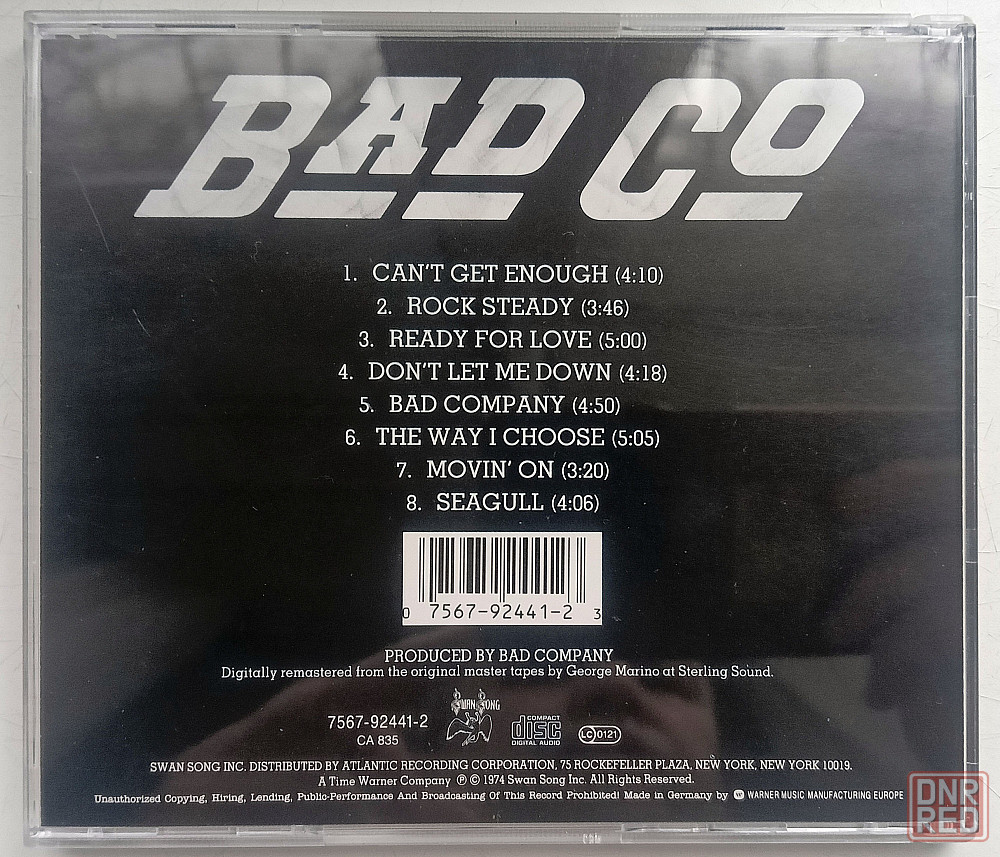 BAD CO
1. CAN'T GET ENOUGH (4:10)
2. ROCK STEADY (3:46)
3. READY FOR LOVE (5:00)
4. DON'T LET ME DOWN (4:18)
5. BAD COMPANY (4:50)
6. THE WAY I CHOOSE (5:05)
7. MOVIN' ON (3:20)
8. SEAGULL (4:06)
0 7567-92441-2 3
PRODUCED BY BAD COMPANY
Digitally remastered from the original master tapes by George Marino at Sterling Sound.
SWAN SONG
7567-92441-2
CA 835
COMPACT
disc
DIGITAL AUDIO
LC 0121
SWAN SONG INC. DISTRIBUTED BY ATLANTIC RECORDING CORPORATION, 75 ROCKEFELLER PLAZA, NEW YORK, NEW YORK 10019.
A Time Warner Company ℗ © 1974 Swan Song Inc. All Rights Reserved.
Unauthorized Copying, Hiring, Lending, Public-Performance And Broadcasting Of This Record Prohibited! Made in Germany by WARNER MUSIC MANUFACTURING EUROPE
DNR
RED